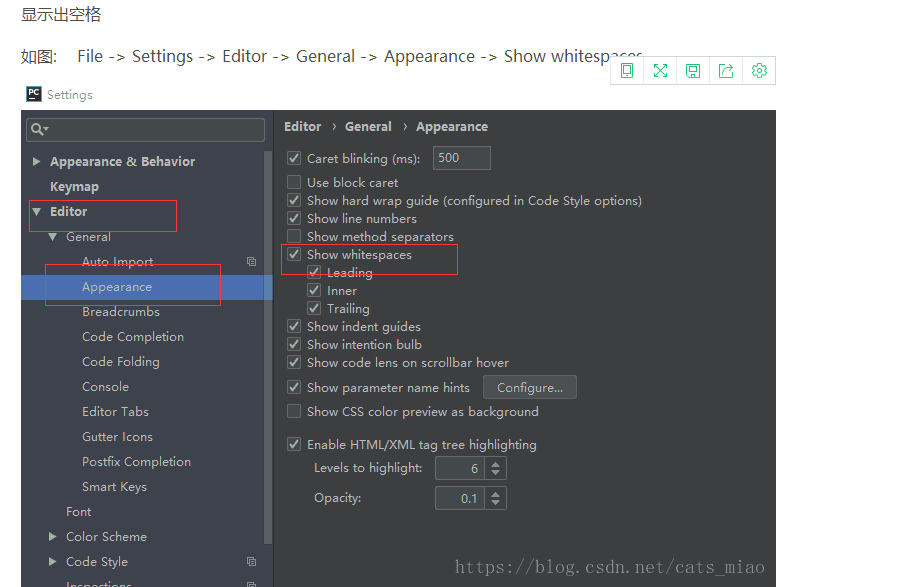 显示出空格
如图: File -> Settings -> Editor -> General -> Appearance -> Show whitespaces
PC
Settings
Editor › General › Appearance
Appearance & Behavior
Keymap
Editor
General
Auto Import
Appearance
Breadcrumbs
Code Completion
Code Folding
Console
Editor Tabs
Gutter Icons
Postfix Completion
Smart Keys
Font
Color Scheme
Code Style
Inspections
Caret blinking (ms): 500
Use block caret
Show hard wrap guide (configured in Code Style options)
Show line numbers
Show method separators
Show whitespaces
Leading
Inner
Trailing
Show indent guides
Show intention bulb
Show code lens on scrollbar hover
Show parameter name hints Configure...
Show CSS color preview as background
Enable HTML/XML tag tree highlighting
Levels to highlight: 6
Opacity: 0.1
https://blog.csdn.net/cats_miao